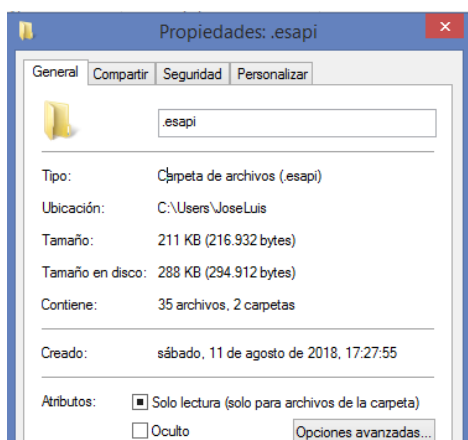 Propiedades: .esapi
General Compartir Seguridad Personalizar
.esapi
Tipo: Carpeta de archivos (.esapi)
Ubicación: C:\Users\JoseLuis
Tamaño: 211 KB (216.932 bytes)
Tamaño en disco: 288 KB (294.912 bytes)
Contiene: 35 archivos, 2 carpetas
Creado: sábado, 11 de agosto de 2018, 17:27:55
Atributos: Solo lectura (solo para archivos de la carpeta)
Oculto Opciones avanzadas...